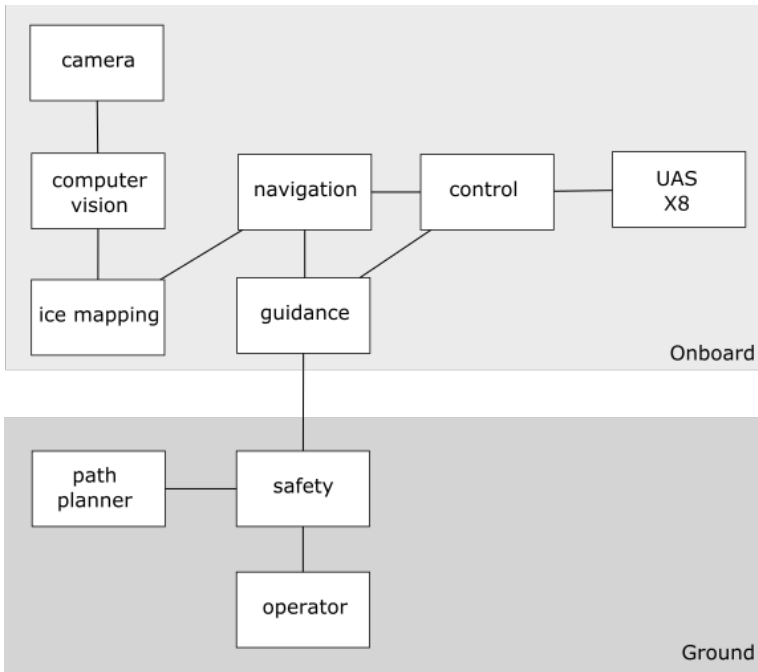 camera
computer
vision
navigation
control
UAS
X8
ice mapping
guidance
Onboard
path
planner
safety
operator
Ground